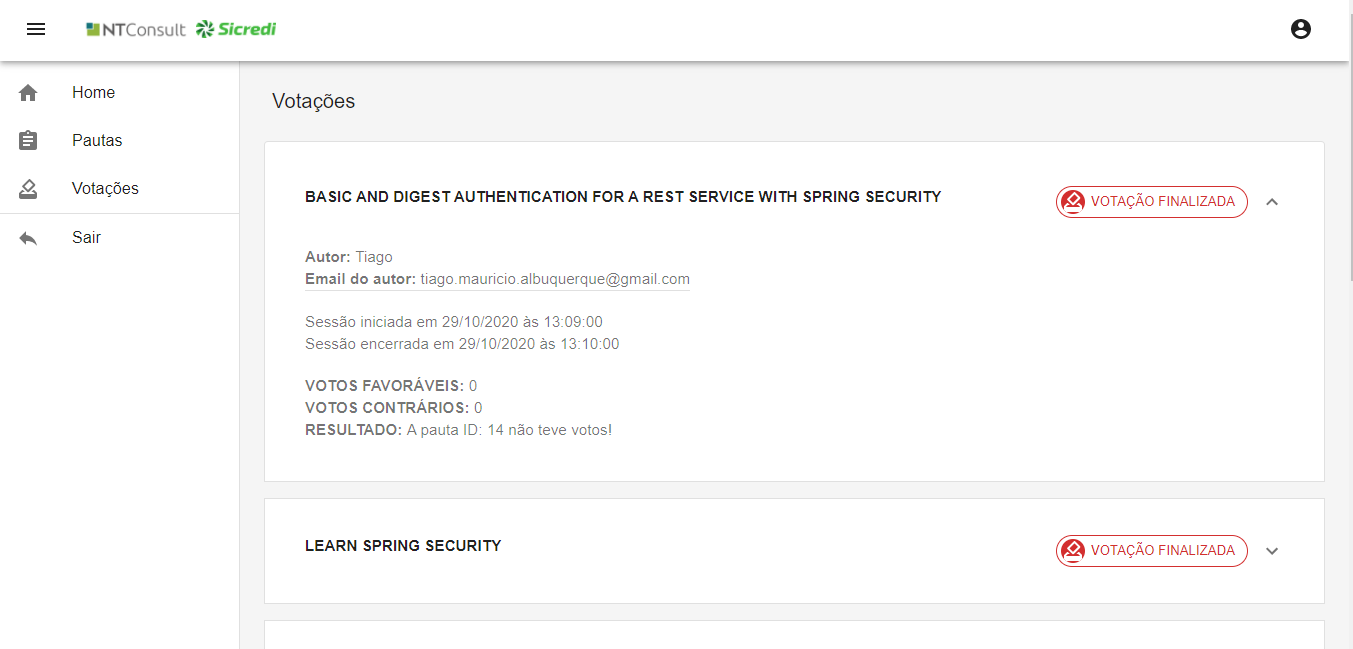 NTConsult Sicredi
Home
Pautas
Votações
Sair
Votações
BASIC AND DIGEST AUTHENTICATION FOR A REST SERVICE WITH SPRING SECURITY
VOTAÇÃO FINALIZADA
Autor: Tiago
Email do autor: tiago.mauricio.albuquerque@gmail.com
Sessão iniciada em 29/10/2020 às 13:09:00
Sessão encerrada em 29/10/2020 às 13:10:00
VOTOS FAVORÁVEIS: 0
VOTOS CONTRÁRIOS: 0
RESULTADO: A pauta ID: 14 não teve votos!
LEARN SPRING SECURITY
VOTAÇÃO FINALIZADA